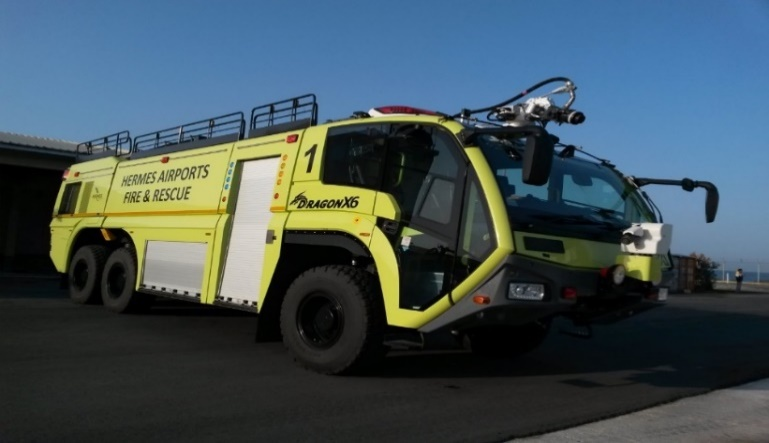 HERMES AIRPORTS
FIRE & RESCUE
1
DRAGONX6